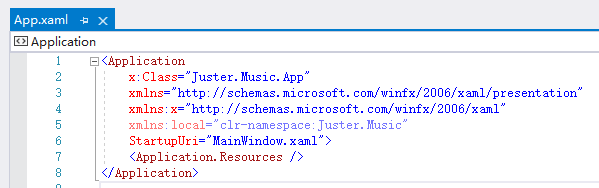 App.xaml
Application
1 <Application
2 x:Class="Juster.Music.App"
3 xmlns="http://schemas.microsoft.com/winfx/2006/xaml/presentation"
4 xmlns:x="http://schemas.microsoft.com/winfx/2006/xaml"
5 xmlns:local="clr-namespace:Juster.Music"
6 StartupUri="MainWindow.xaml">
7 <Application.Resources />
8 </Application>
9